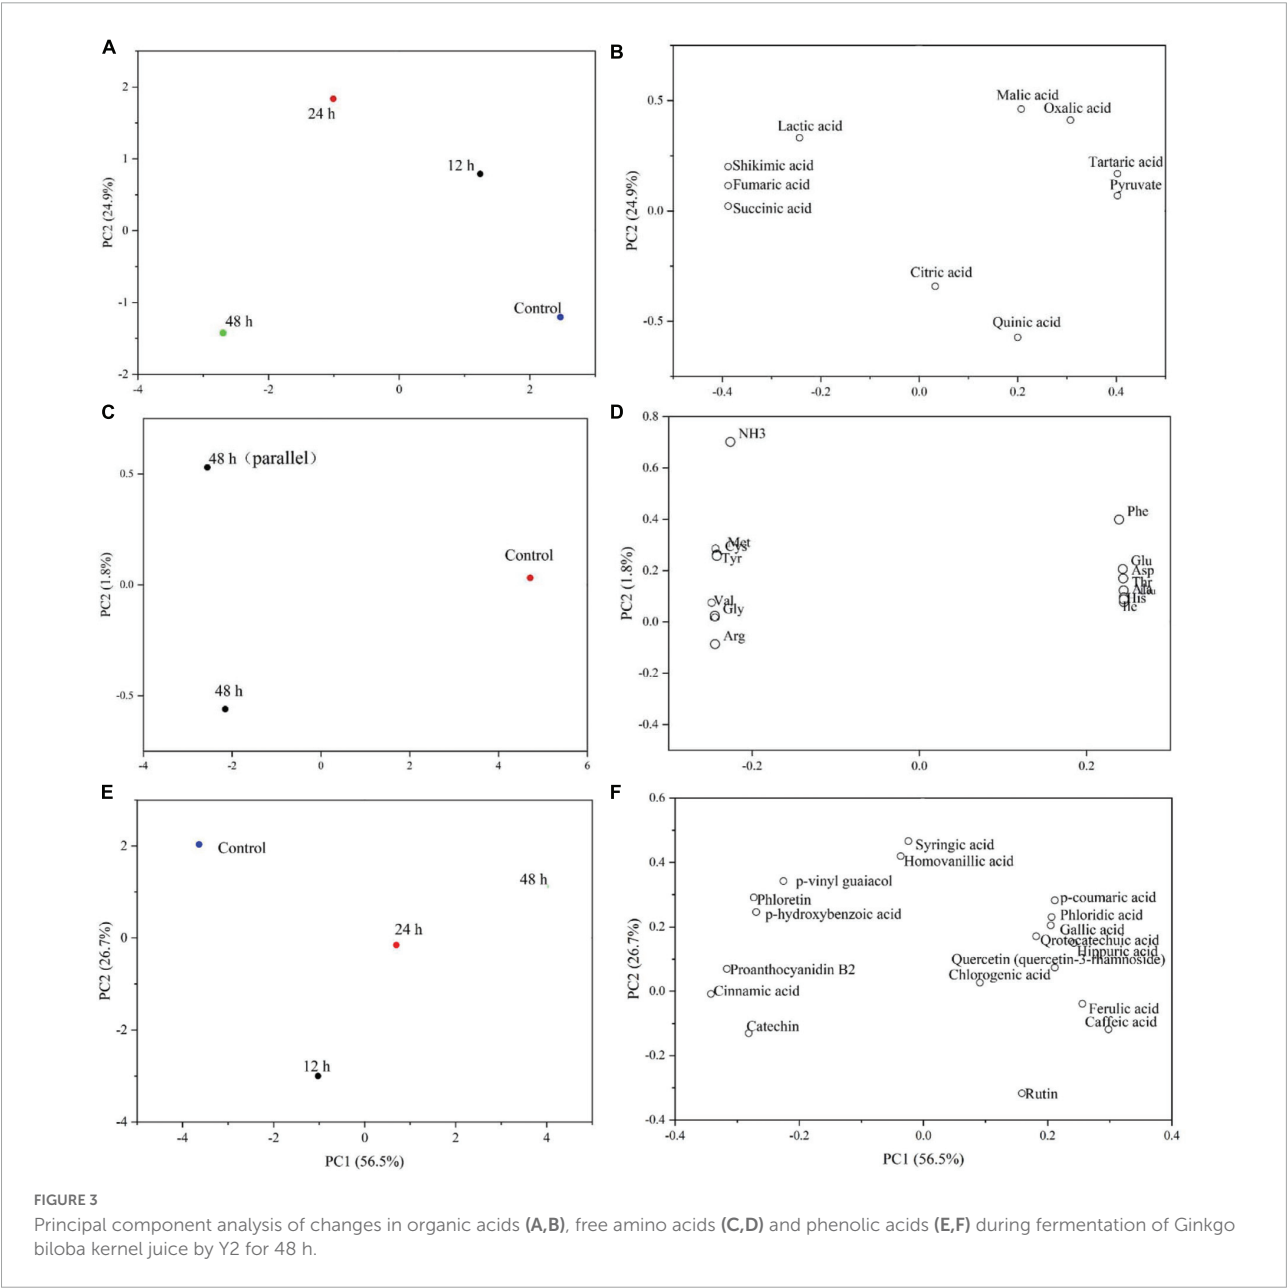 A
2
1
0
-1
-2
-4
-2
0
2
PC2 (24.9%)
24 h
12 h
Control
48 h
B
0.5
0.0
-0.5
-0.4
-0.2
0.0
0.2
0.4
PC2 (24.9%)
Malic acid
Oxalic acid
Lactic acid
Tartaric acid
Shikimic acid
Pyruvate
Fumaric acid
Succinic acid
Citric acid
Quinic acid
C
0.5
0.0
-0.5
-4
-2
0
2
4
6
PC2 (1.8%)
48 h（parallel）
Control
48 h
D
0.8
0.6
0.4
0.2
0.0
-0.2
-0.4
-0.2
0.0
0.2
PC2 (1.8%)
NH3
Phe
Met
Cys
Tyr
Glu
Asp
Thr
Ala
His
Ile
Val
Gly
Arg
E
2
0
-2
-4
-4
-2
0
2
4
PC2 (26.7%)
PC1 (56.5%)
Control
48 h
24 h
12 h
F
0.6
0.4
0.2
0.0
-0.2
-0.4
-0.4
-0.2
0.0
0.2
0.4
PC2 (26.7%)
PC1 (56.5%)
Syringic acid
Homovanillic acid
p-vinyl guaiacol
Phloretin
p-hydroxybenzoic acid
p-coumaric acid
Phloridic acid
Gallic acid
Qrotocatechuic acid
Hippuric acid
Quercetin (quercetin-3-rhamnoside)
Proanthocyanidin B2
Chlorogenic acid
Cinnamic acid
Ferulic acid
Caffeic acid
Catechin
Rutin
FIGURE 3
Principal component analysis of changes in organic acids (A,B), free amino acids (C,D) and phenolic acids (E,F) during fermentation of Ginkgo
biloba kernel juice by Y2 for 48 h.